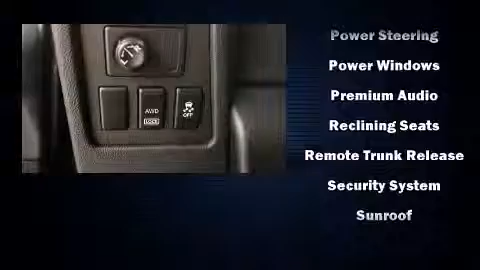 AWD
LOCK
OFF
Power Steering
Power Windows
Premium Audio
Reclining Seats
Remote Trunk Release
Security System
Sunroof